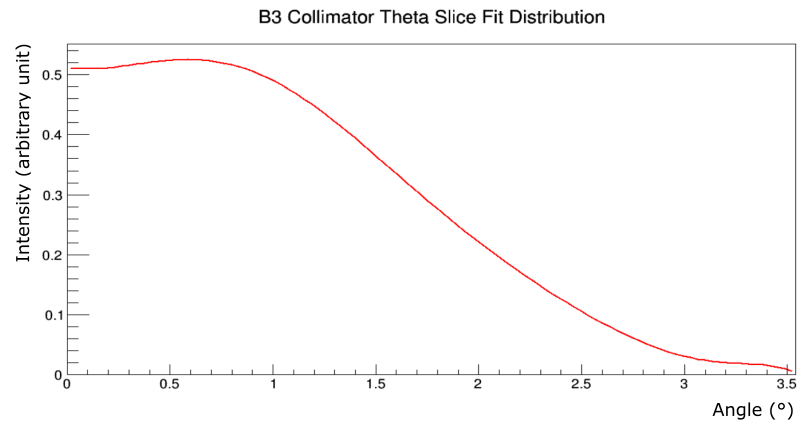 B3 Collimator Theta Slice Fit Distribution
Intensity (arbitrary unit)
0.5
0.4
0.3
0.2
0.1
0
0 0.5 1 1.5 2 2.5 3 3.5
Angle (°)